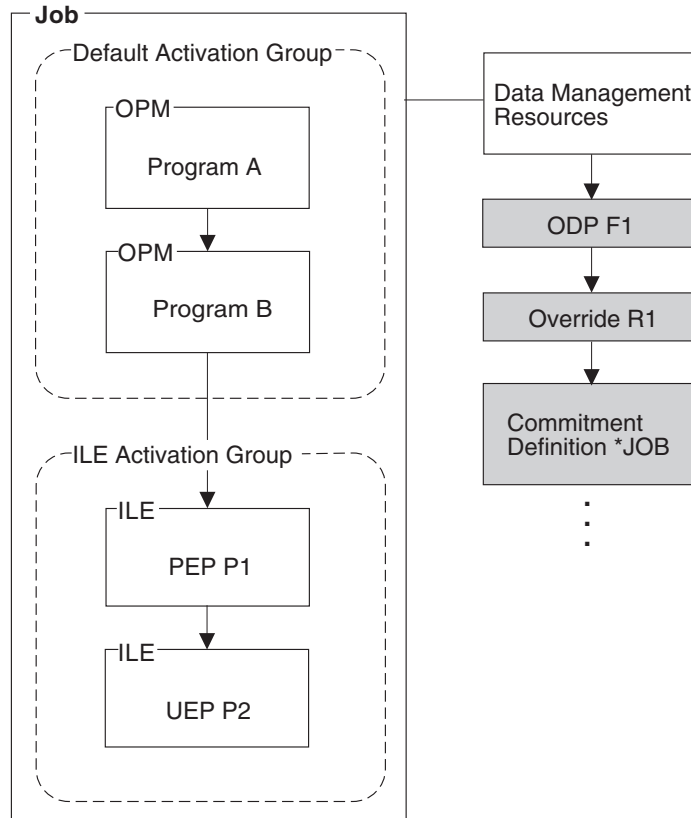 Job
Default Activation Group
OPM
Program A
OPM
Program B
ILE Activation Group
ILE
PEP P1
ILE
UEP P2
Data Management
Resources
ODP F1
Override R1
Commitment
Definition *JOB